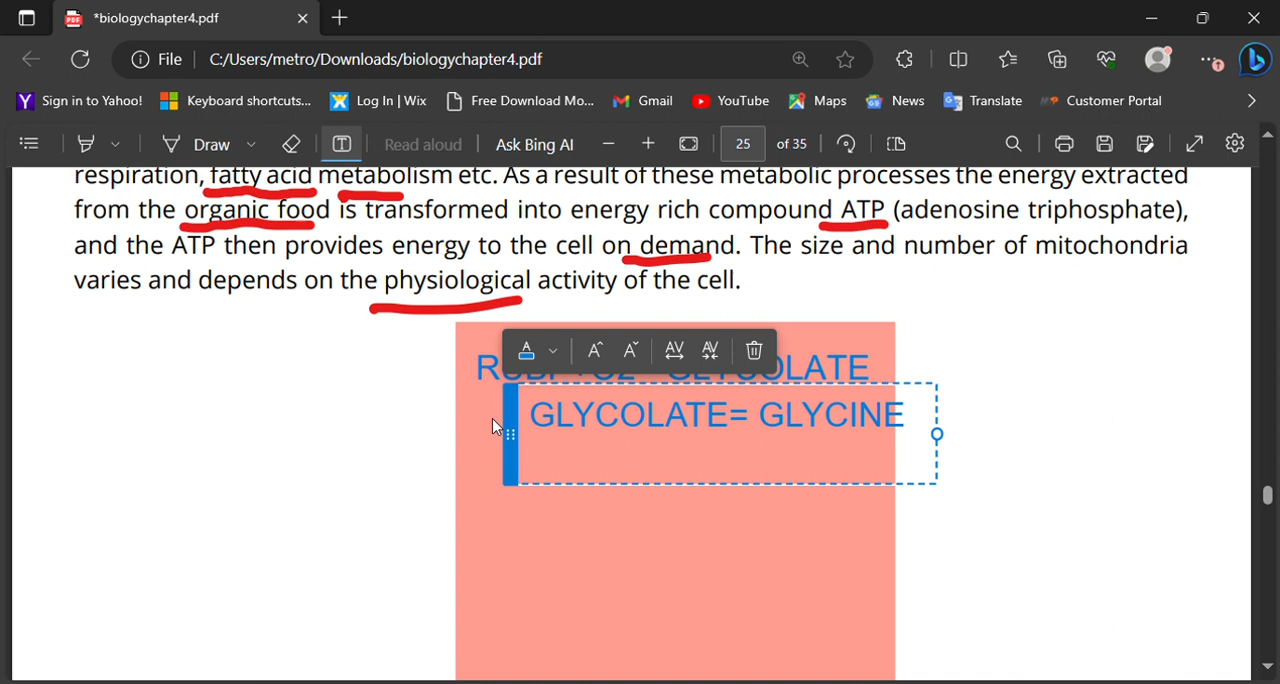 *biologychapter4.pdf
File C:/Users/metro/Downloads/biologychapter4.pdf
Sign in to Yahoo! Keyboard shortcuts... Log In | Wix Free Download Mo... Gmail YouTube Maps News Translate Customer Portal
Draw Read aloud Ask Bing AI 25 of 35
respiration, fatty acid metabolism etc. As a result of these metabolic processes the energy extracted
from the organic food is transformed into energy rich compound ATP (adenosine triphosphate),
and the ATP then provides energy to the cell on demand. The size and number of mitochondria
varies and depends on the physiological activity of the cell.
GLYCOLATE= GLYCINE